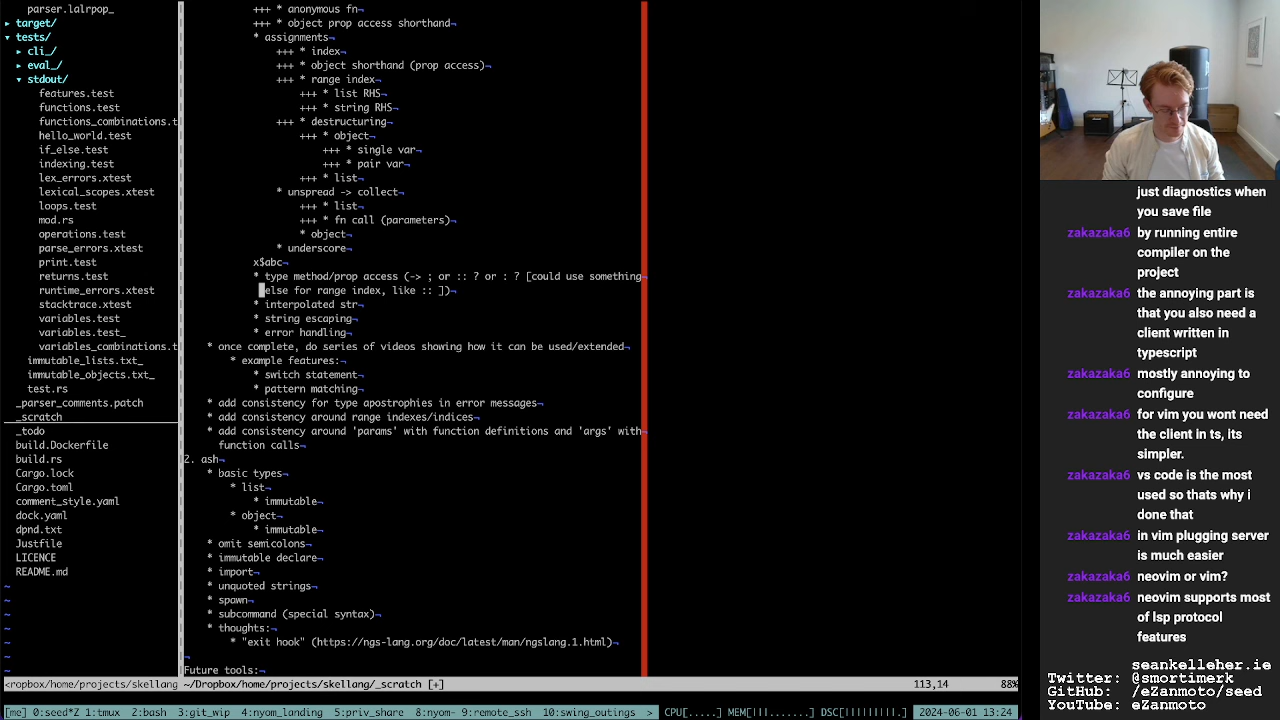 parser.lalrpop_
▸ target/
▾ tests/
▸ cli_/
▸ eval_/
▾ stdout/
features.test
functions.test
functions_combinations.t
hello_world.test
if_else.test
indexing.test
lex_errors.xtest
lexical_scopes.xtest
loops.test
mod.rs
operations.test
parse_errors.xtest
print.test
returns.test
runtime_errors.xtest
stacktrace.xtest
variables.test
variables.test_
variables_combinations.t
immutable_lists.txt_
immutable_objects.txt_
test.rs
_parser_comments.patch
_scratch
_todo
build.Dockerfile
build.rs
Cargo.lock
Cargo.toml
comment_style.yaml
dock.yaml
dpnd.txt
Justfile
LICENCE
README.md
~
~
~
~
~
~
~
+++ * anonymous fn¬
+++ * object prop access shorthand¬
* assignments¬
+++ * index¬
+++ * object shorthand (prop access)¬
+++ * range index¬
+++ * list RHS¬
+++ * string RHS¬
+++ * destructuring¬
+++ * object¬
+++ * single var¬
+++ * pair var¬
+++ * list¬
* unspread -> collect¬
+++ * list¬
+++ * fn call (parameters)¬
* object¬
* underscore¬
x$abc¬
* type method/prop access (-> ; or :: ? or : ? [could use something¬
else for range index, like :: ])¬
* interpolated str¬
* string escaping¬
* error handling¬
* once complete, do series of videos showing how it can be used/extended¬
* example features:¬
* switch statement¬
* pattern matching¬
* add consistency for type apostrophies in error messages¬
* add consistency around range indexes/indices¬
* add consistency around 'params' with function definitions and 'args' with¬
function calls¬
2. ash¬
* basic types¬
* list¬
* immutable¬
* object¬
* immutable¬
* omit semicolons¬
* immutable declare¬
* import¬
* unquoted strings¬
* spawn¬
* subcommand (special syntax)¬
* thoughts:¬
* "exit hook" (https://ngs-lang.org/doc/latest/man/ngslang.1.html)¬
¬
Future tools:¬
<ropbox/home/projects/skellang ~/Dropbox/home/projects/skellang/_scratch [+] 113,14 88%
[me] 0:seed*Z 1:tmux 2:bash 3:git_wip 4:nyom_landing 5:priv_share 8:nyom- 9:remote_ssh 10:swing_outings > CPU[.....] MEM[|||.......] DSC[|||||||||.] 2024-06-01 13:24
just diagnostics when
you save file
zakazaka6 by running entire
compiler on the
project
zakazaka6 the annoying part is
that you also need a
client written in
typescript
zakazaka6 mostly annoying to
configure
zakazaka6 for vim you wont need
the client in ts, its
simpler.
zakazaka6 vs code is the most
used so thats why i
done that
zakazaka6 in vim plugging server
is much easier
zakazaka6 neovim or vim?
zakazaka6 neovim supports most
of lsp protocol
features
Twitter: @smortimerk
seankelleher.ie
GitHub: /ezanmoto/seed